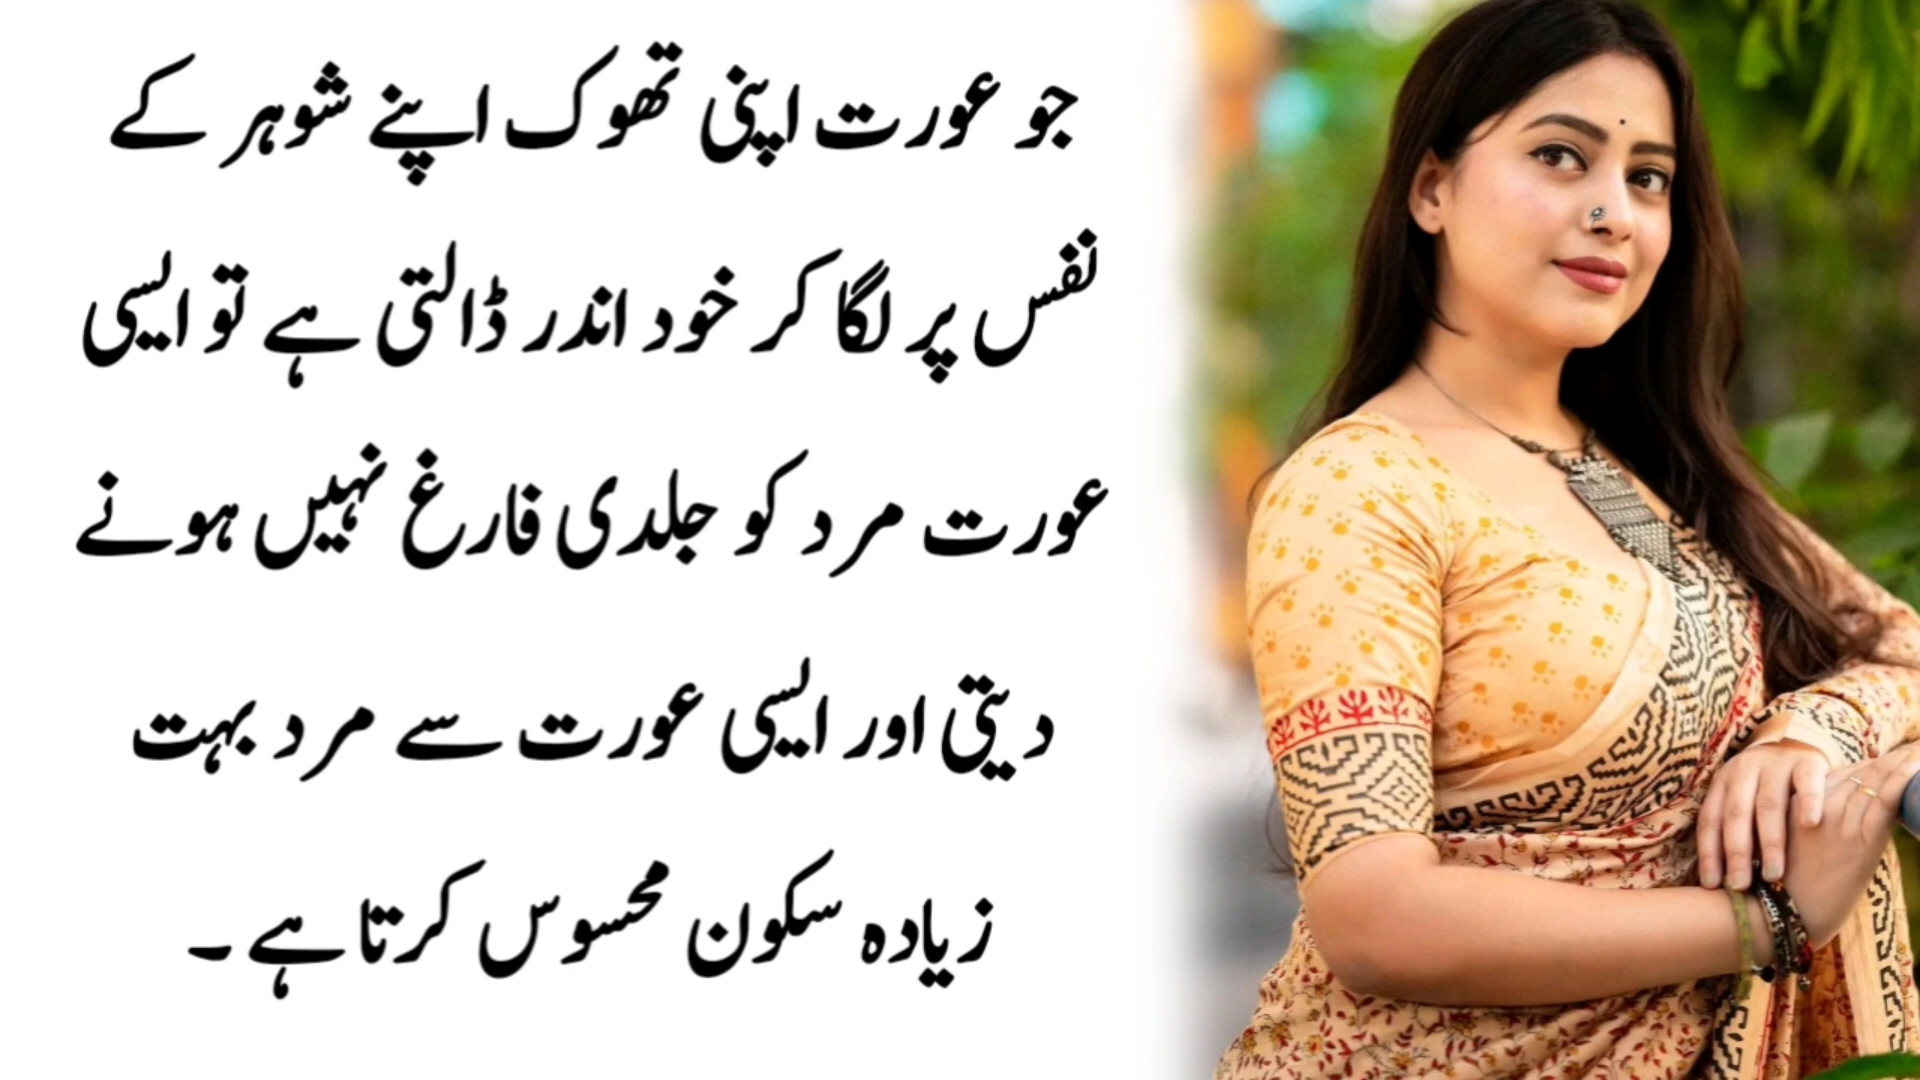 جو عورت اپنی تھوک اپنے شوہر کے
نفس پر لگا کر خود اندر ڈالتی ہے تو ایسی
عورت مرد کو جلدی فارغ نہیں ہونے
دیتی اور ایسی عورت سے مرد بہت
زیادہ سکون محسوس کرتا ہے ۔